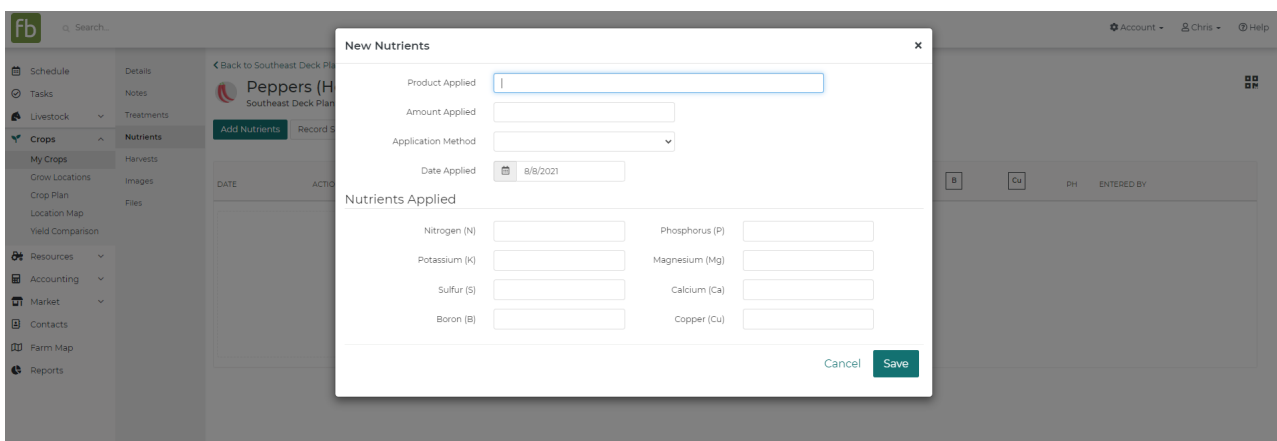 fb
Search...
Account
Chris
Help
Schedule
Tasks
Livestock
Crops
My Crops
Grow Locations
Crop Plan
Location Map
Yield Comparison
Resources
Accounting
Market
Contacts
Farm Map
Reports
Details
Notes
Treatments
Nutrients
Harvests
Images
Files
Back to Southeast Deck Pla
Peppers (H
Southeast Deck Plan
Add Nutrients Record S
DATE ACTIO B Cu PH ENTERED BY
New Nutrients ×
Product Applied
Amount Applied
Application Method
Date Applied 8/8/2021
Nutrients Applied
Nitrogen (N) Phosphorus (P)
Potassium (K) Magnesium (Mg)
Sulfur (S) Calcium (Ca)
Boron (B) Copper (Cu)
Cancel Save